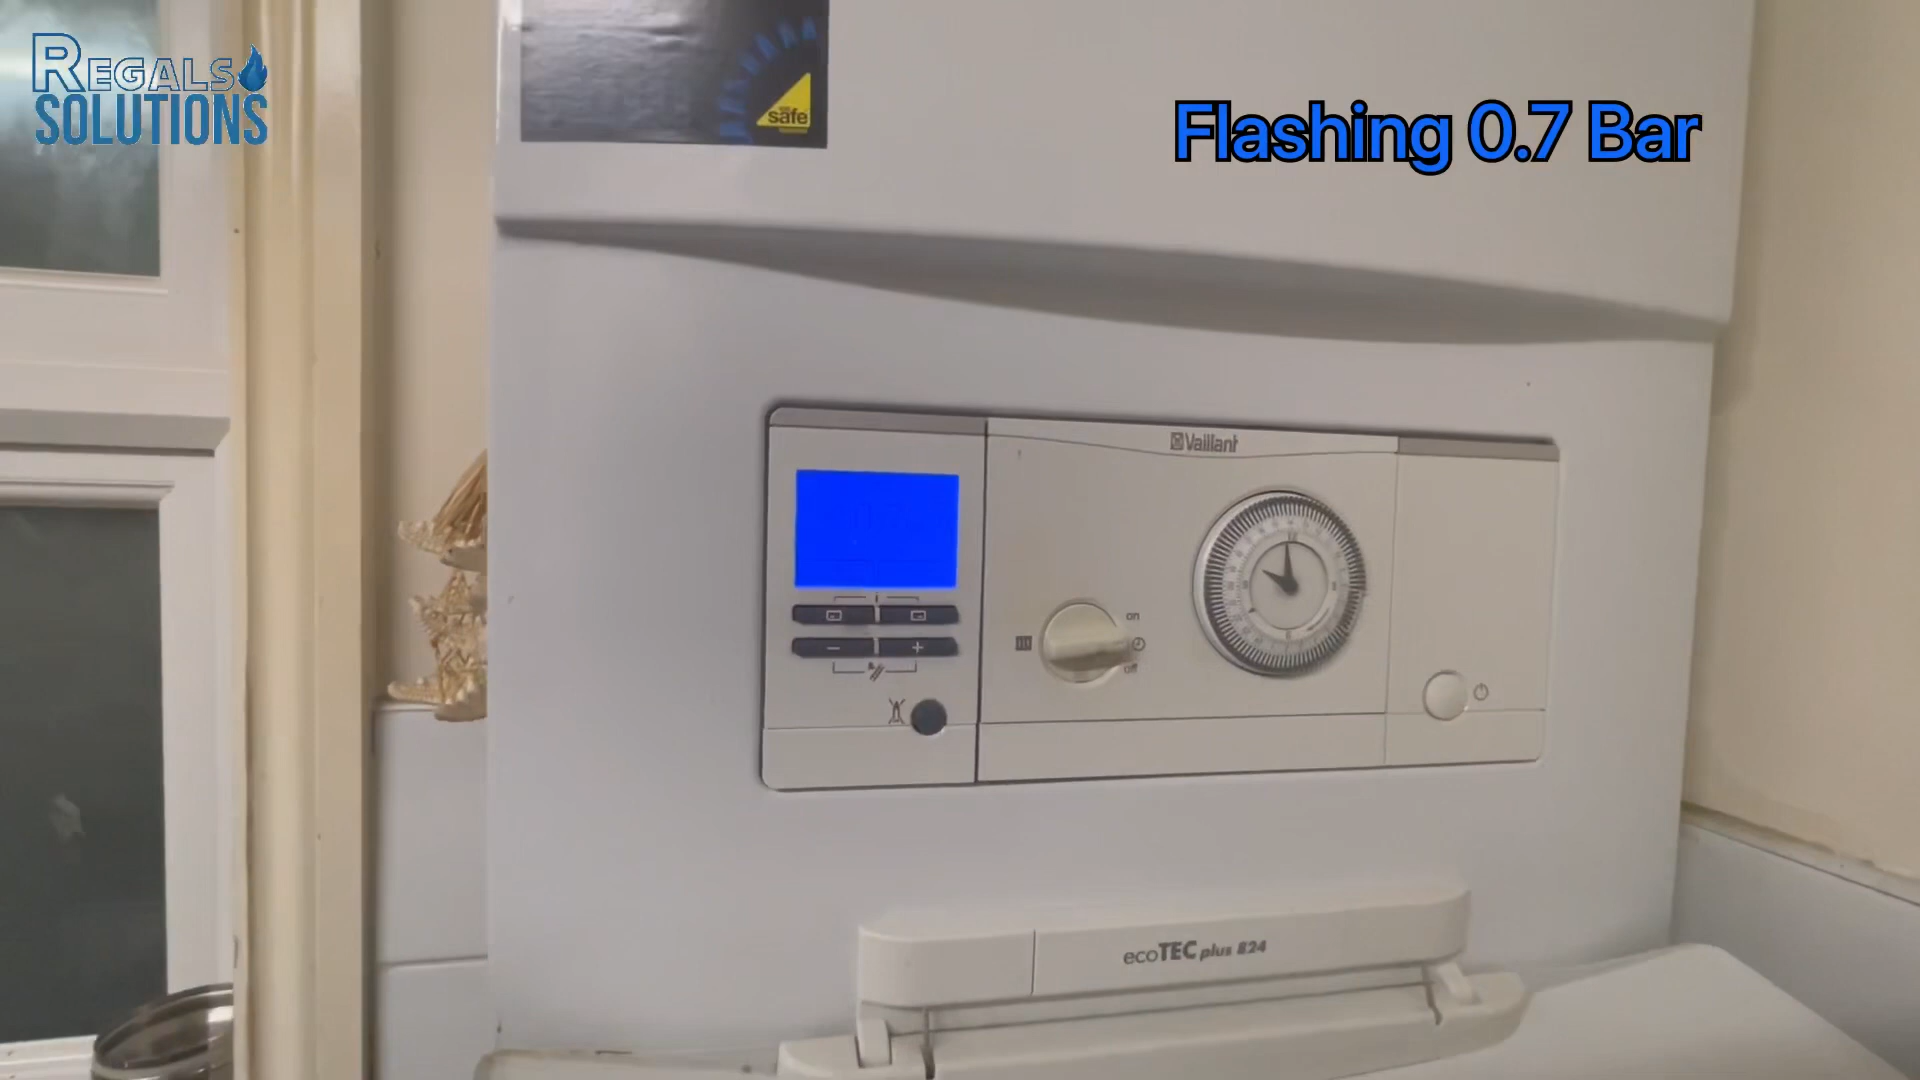 REGALS
SOLUTIONS
safe
Flashing 0.7 Bar
Vaillant
on
off
ecoTEC plus 824